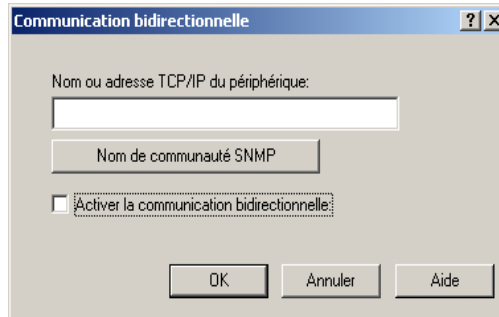 Communication bidirectionnelle
Nom ou adresse TCP/IP du périphérique:
Nom de communauté SNMP
Activer la communication bidirectionnelle:
OK Annuler Aide